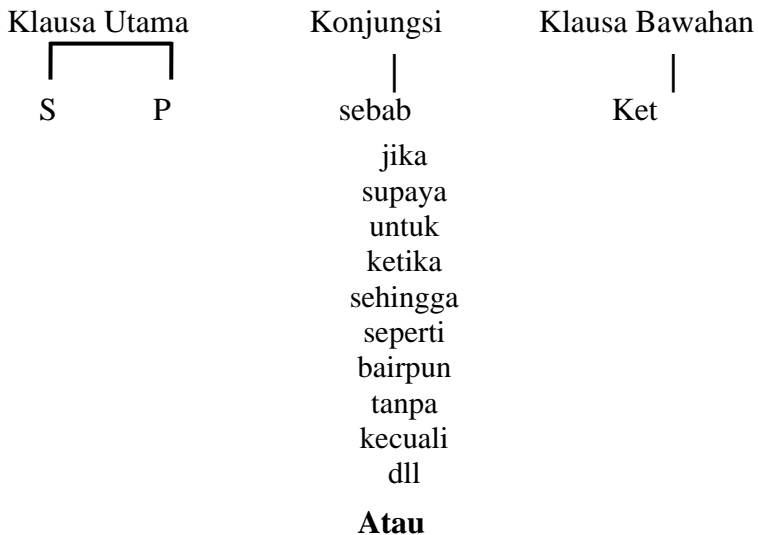 Klausa Utama Konjungsi Klausa Bawahan
S P sebab Ket
jika
supaya
untuk
ketika
sehingga
seperti
bairpun
tanpa
kecuali
dll
Atau